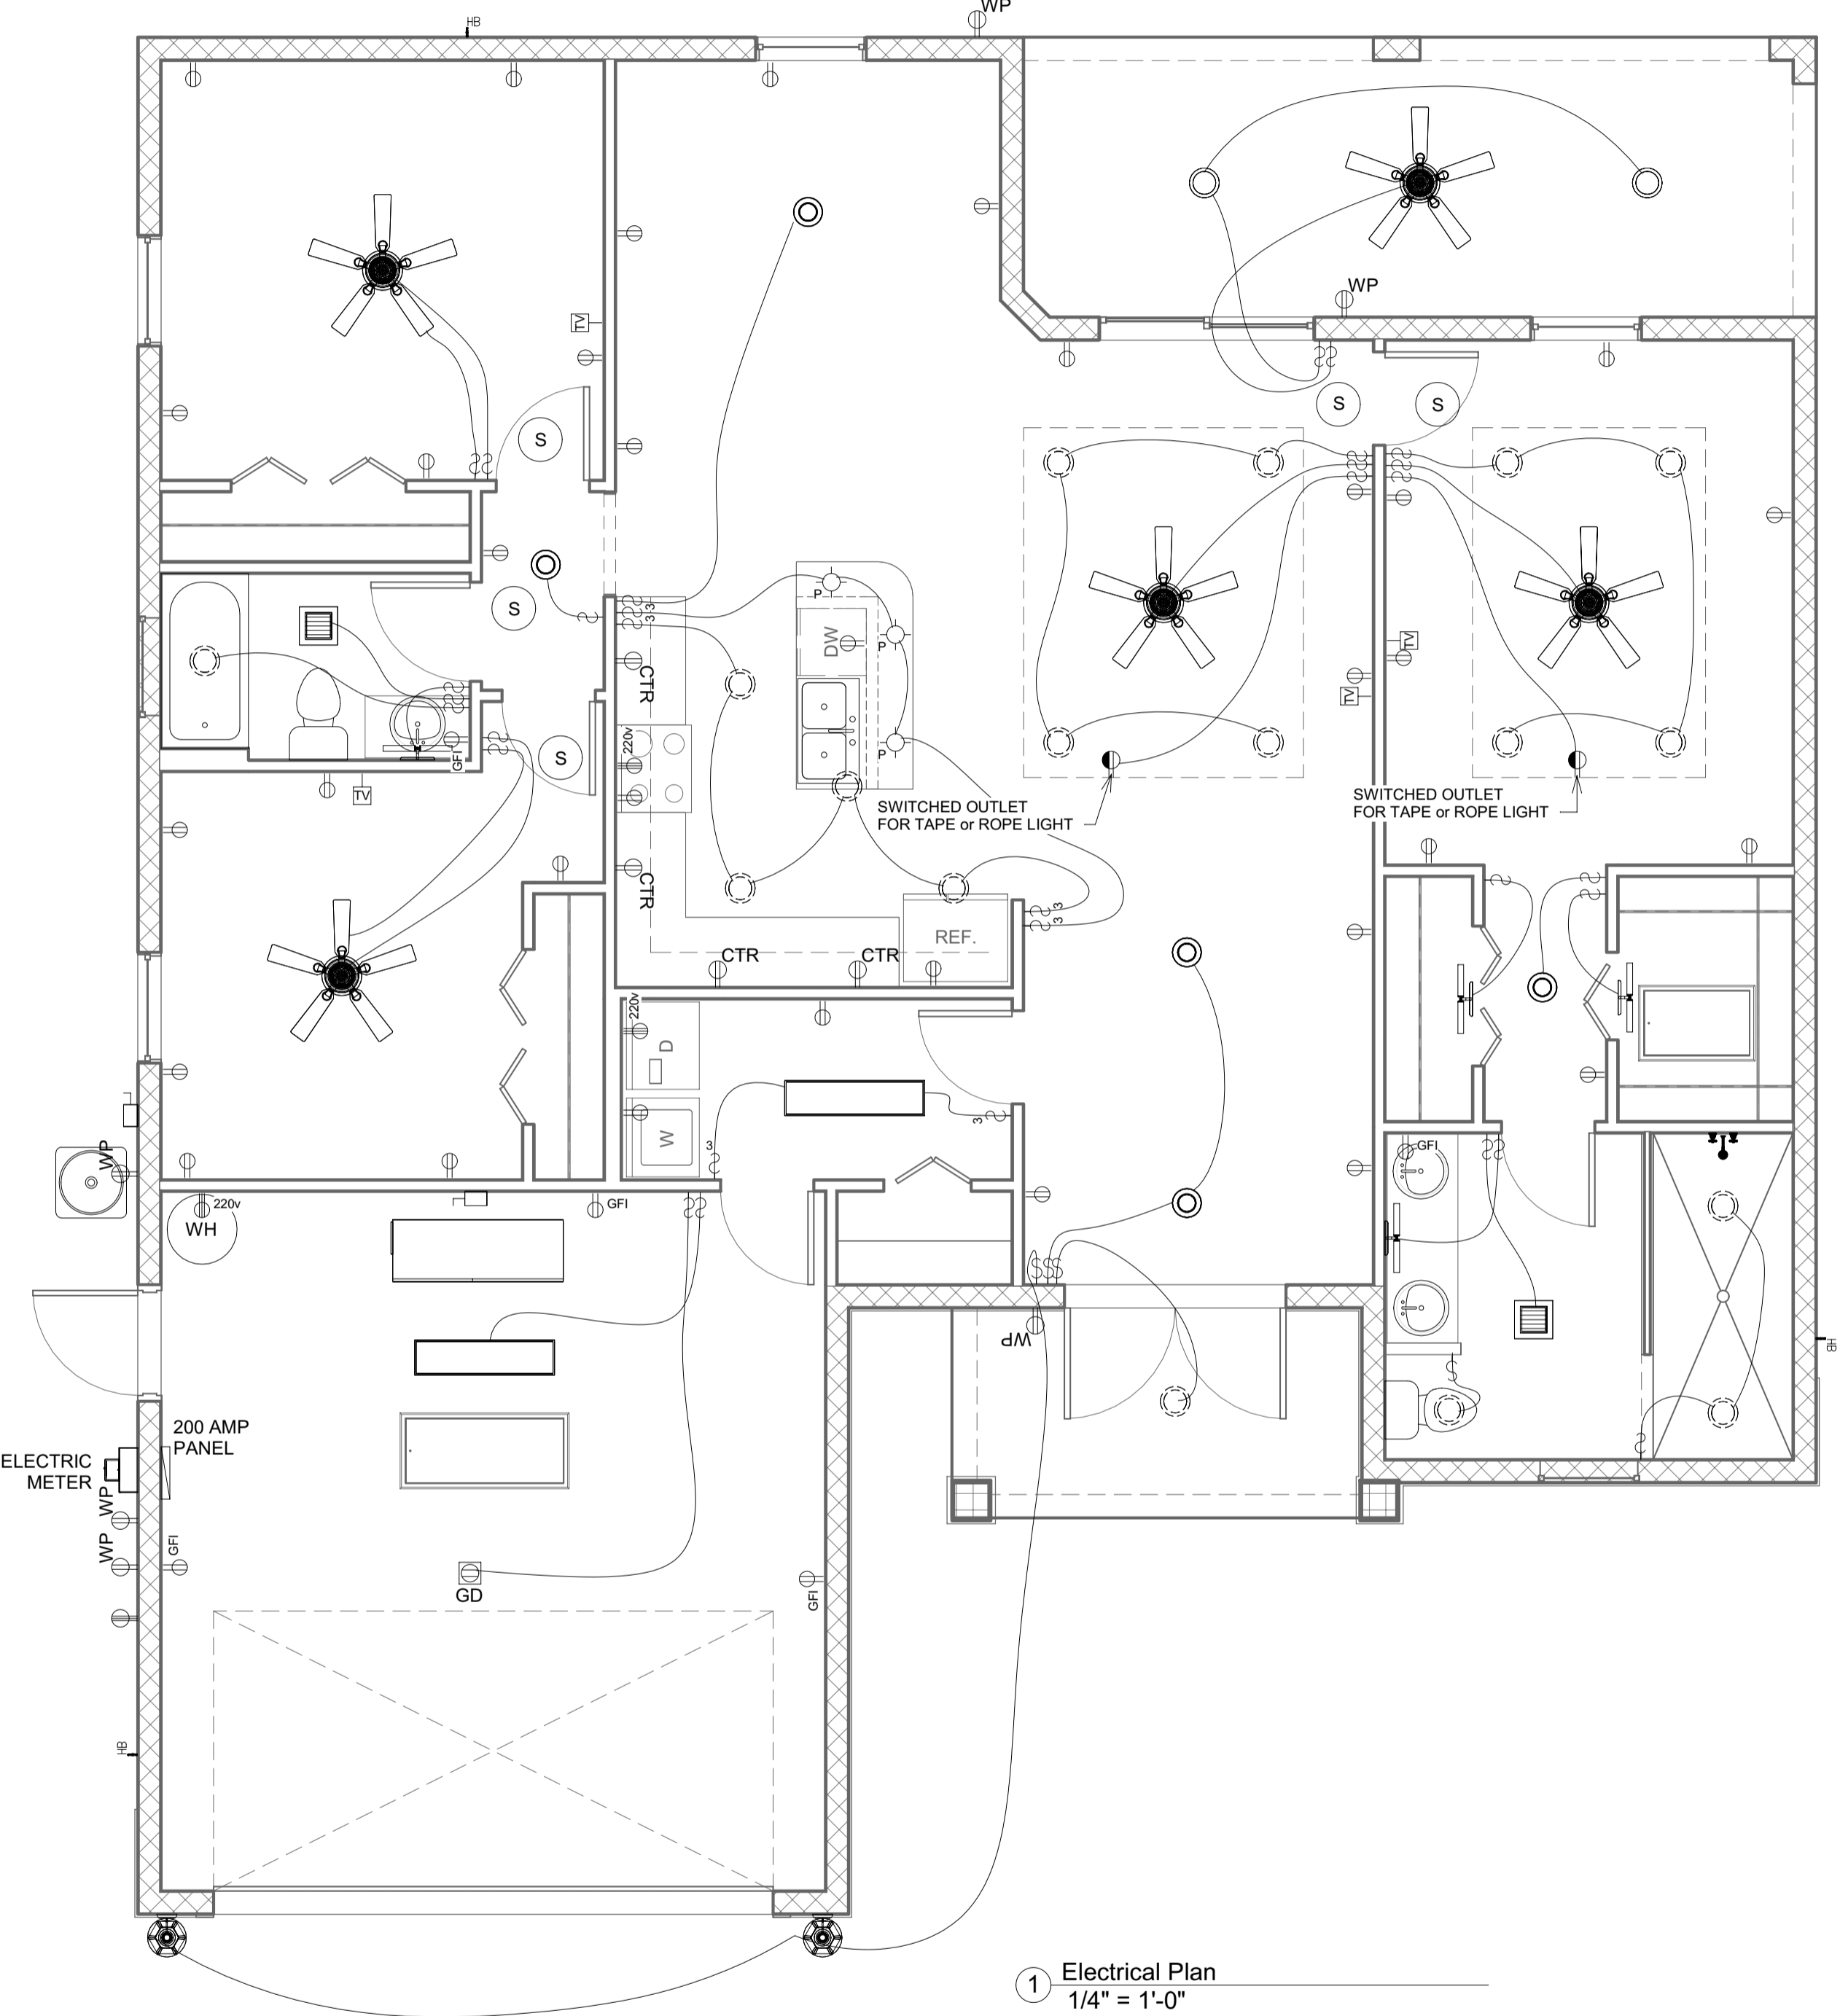 WP
HB
WP
TV
S
S
S
P
3
3
S
DW
P
CTR
TV
TV
220v
P
GFI
S
TV
SWITCHED OUTLET
FOR TAPE or ROPE LIGHT
SWITCHED OUTLET
FOR TAPE or ROPE LIGHT
CTR
3
3
REF.
CTR
CTR
220v
D
3
W
3
WP
GFI
220v
WH
GFI
WP
HB
200 AMP
PANEL
ELECTRIC
METER
WP
WP
GFI
GD
GFI
HB
1
Electrical Plan
1/4" = 1'-0"